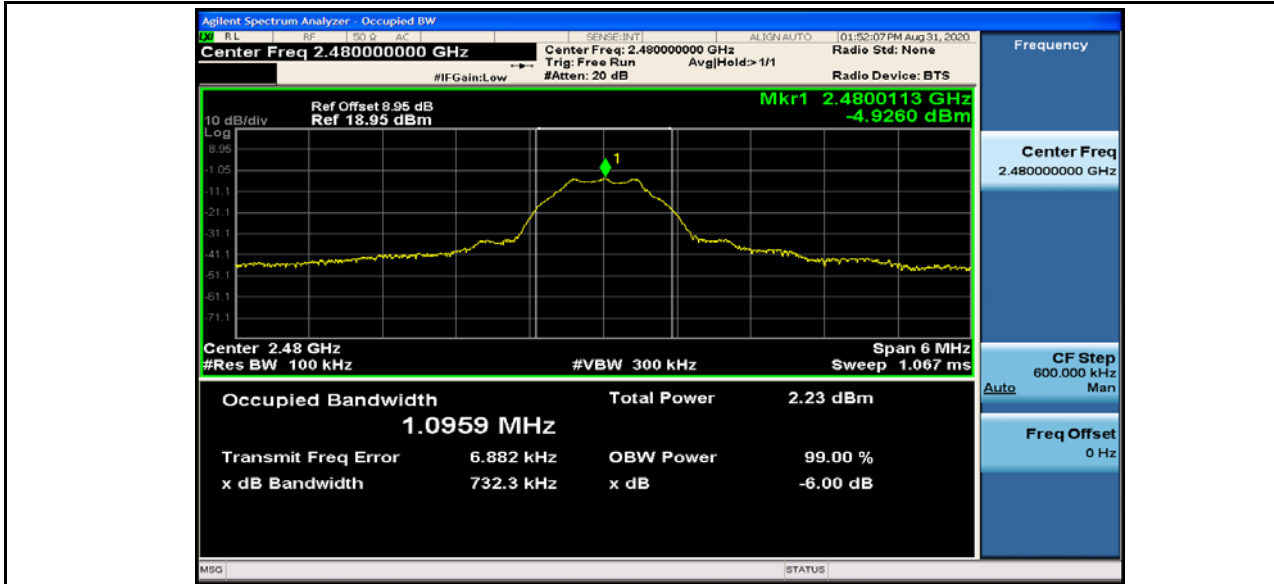 Agilent Spectrum Analyzer - Occupied BW
LXI RL RF 50 Ω AC SENSE:INT ALIGN AUTO 01:52:07 PM Aug 31, 2020
Center Freq 2.480000000 GHz
Center Freq: 2.480000000 GHz
Radio Std: None
Trig: Free Run Avg|Hold:>1/1
#IFGain:Low
#Atten: 20 dB
Radio Device: BTS
Mkr1 2.4800113 GHz
-4.9260 dBm
Ref Offset 8.95 dB
10 dB/div Ref 18.95 dBm
Log
8.95
-1.05
-11.1
-21.1
-31.1
-41.1
-51.1
-61.1
-71.1
1
Center 2.48 GHz
Span 6 MHz
#Res BW 100 kHz
#VBW 300 kHz
Sweep 1.067 ms
Occupied Bandwidth
1.0959 MHz
Total Power 2.23 dBm
Transmit Freq Error 6.882 kHz
OBW Power 99.00 %
x dB Bandwidth 732.3 kHz
x dB -6.00 dB
MSG
STATUS
Frequency
Center Freq
2.480000000 GHz
CF Step
600.000 kHz
Auto Man
Freq Offset
0 Hz